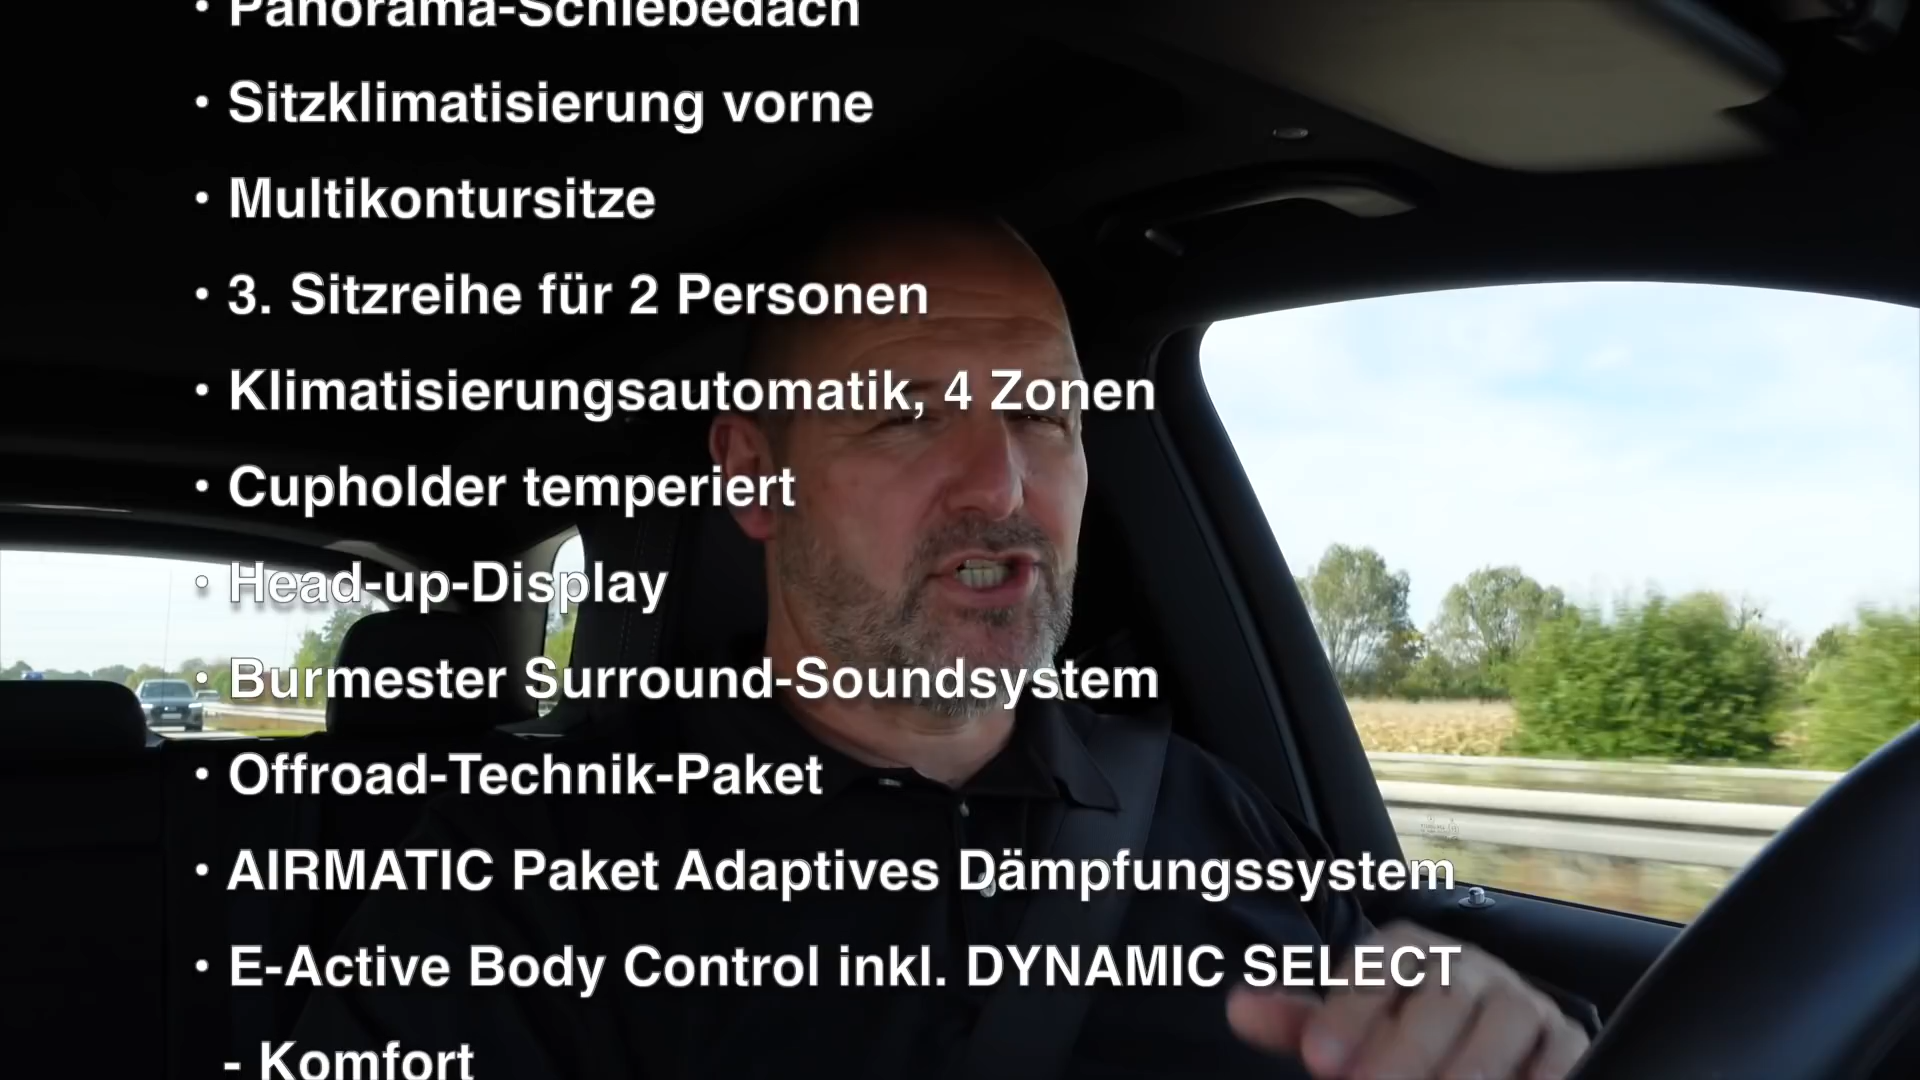 • Panorama-Schiebedach
• Sitzklimatisierung vorne
• Multikontursitze
• 3. Sitzreihe für 2 Personen
• Klimatisierungsautomatik, 4 Zonen
• Cupholder temperiert
• Head-up-Display
• Burmester Surround-Soundsystem
• Offroad-Technik-Paket
• AIRMATIC Paket Adaptives Dämpfungssystem
• E-Active Body Control inkl. DYNAMIC SELECT
- Komfort